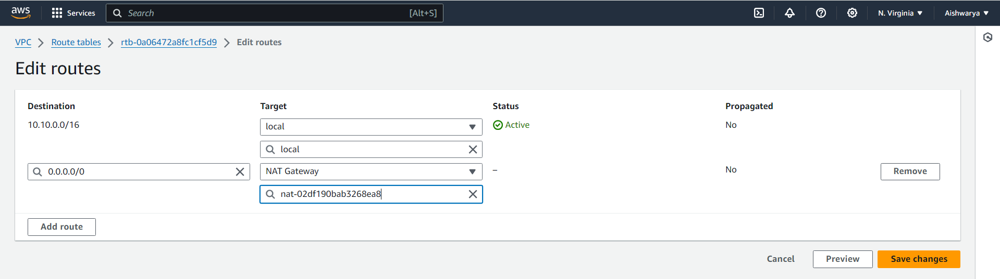 aws Services Search [Alt+S] N. Virginia Aishwarya
VPC Route tables rtb-0a06472a8fc1cf5d9 Edit routes
Edit routes
Destination Target Status Propagated
10.10.0.0/16 local Active No
local
0.0.0.0/0 NAT Gateway – No Remove
nat-02df190bab3268ea8
Add route
Cancel Preview Save changes